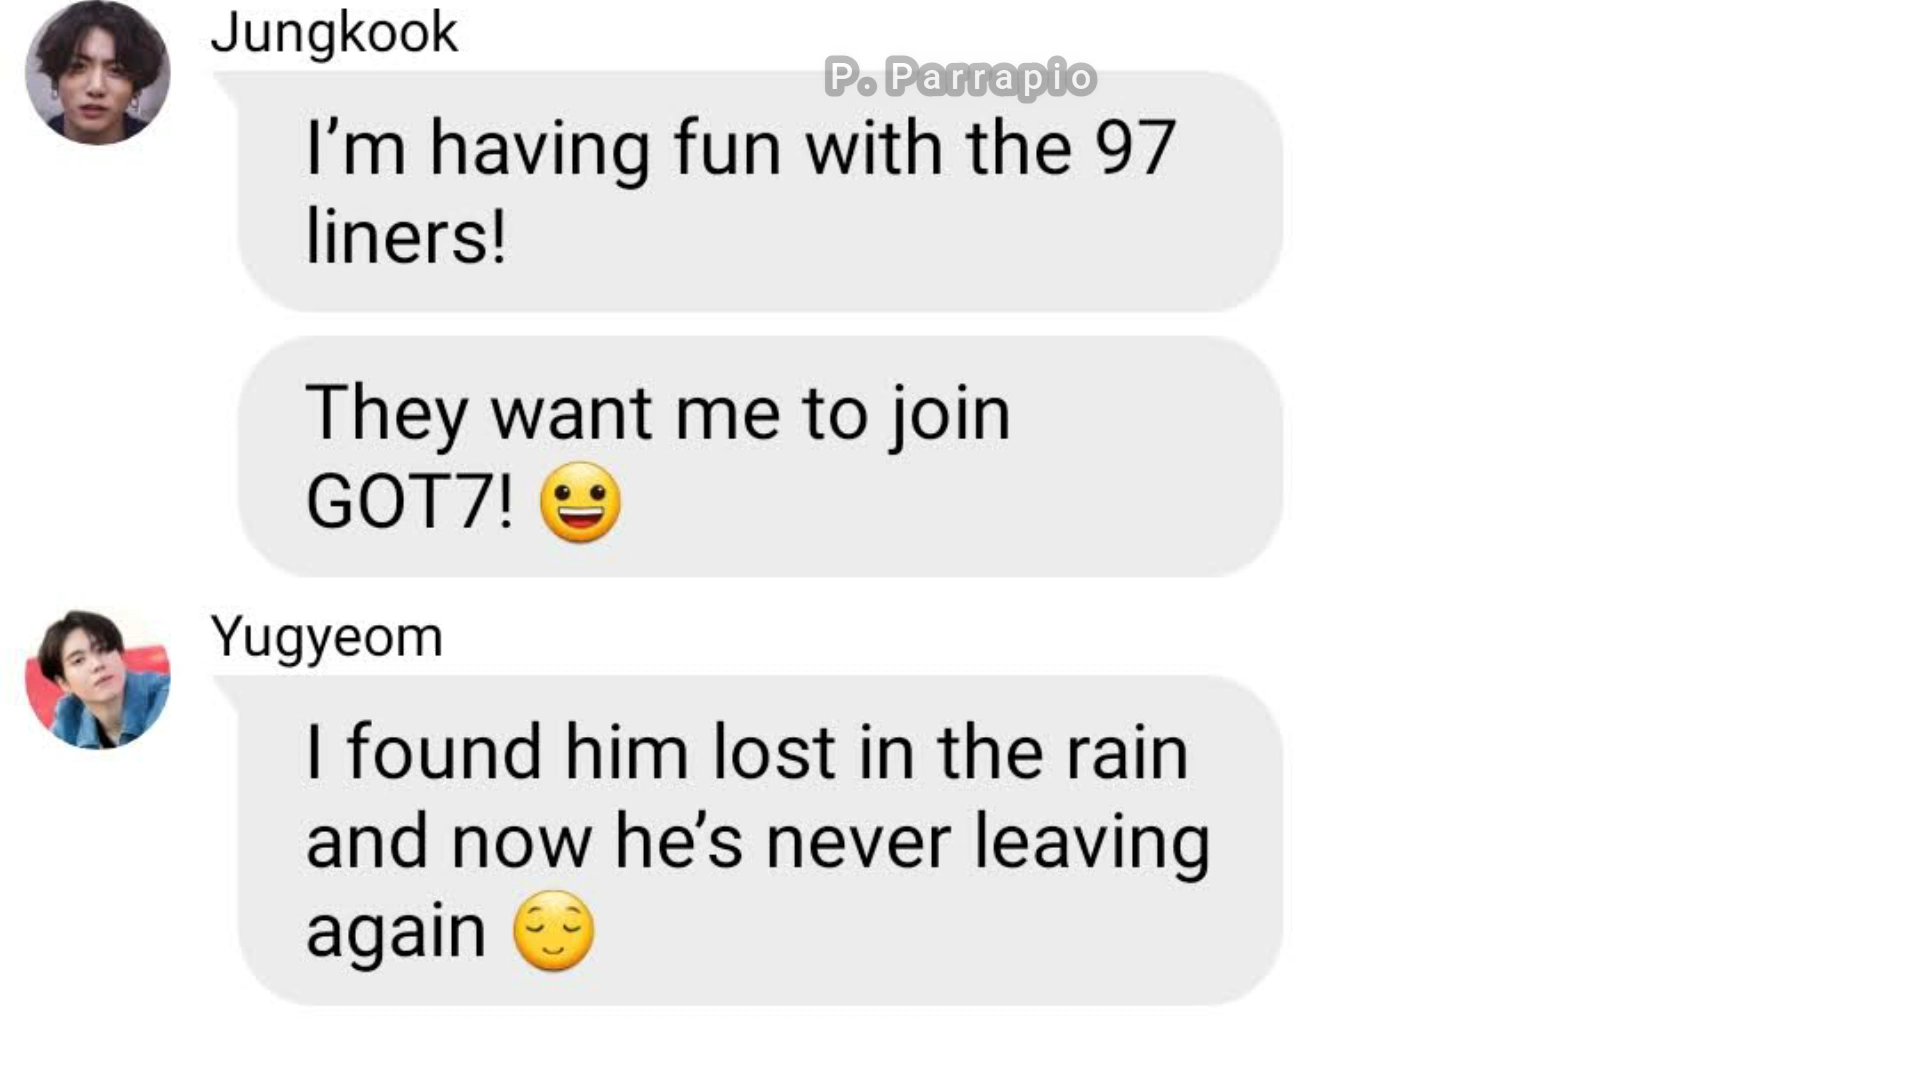 Jungkook
P. Parrapio
I’m having fun with the 97
liners!
They want me to join
GOT7! 😀
Yugyeom
I found him lost in the rain
and now he’s never leaving
again 😌